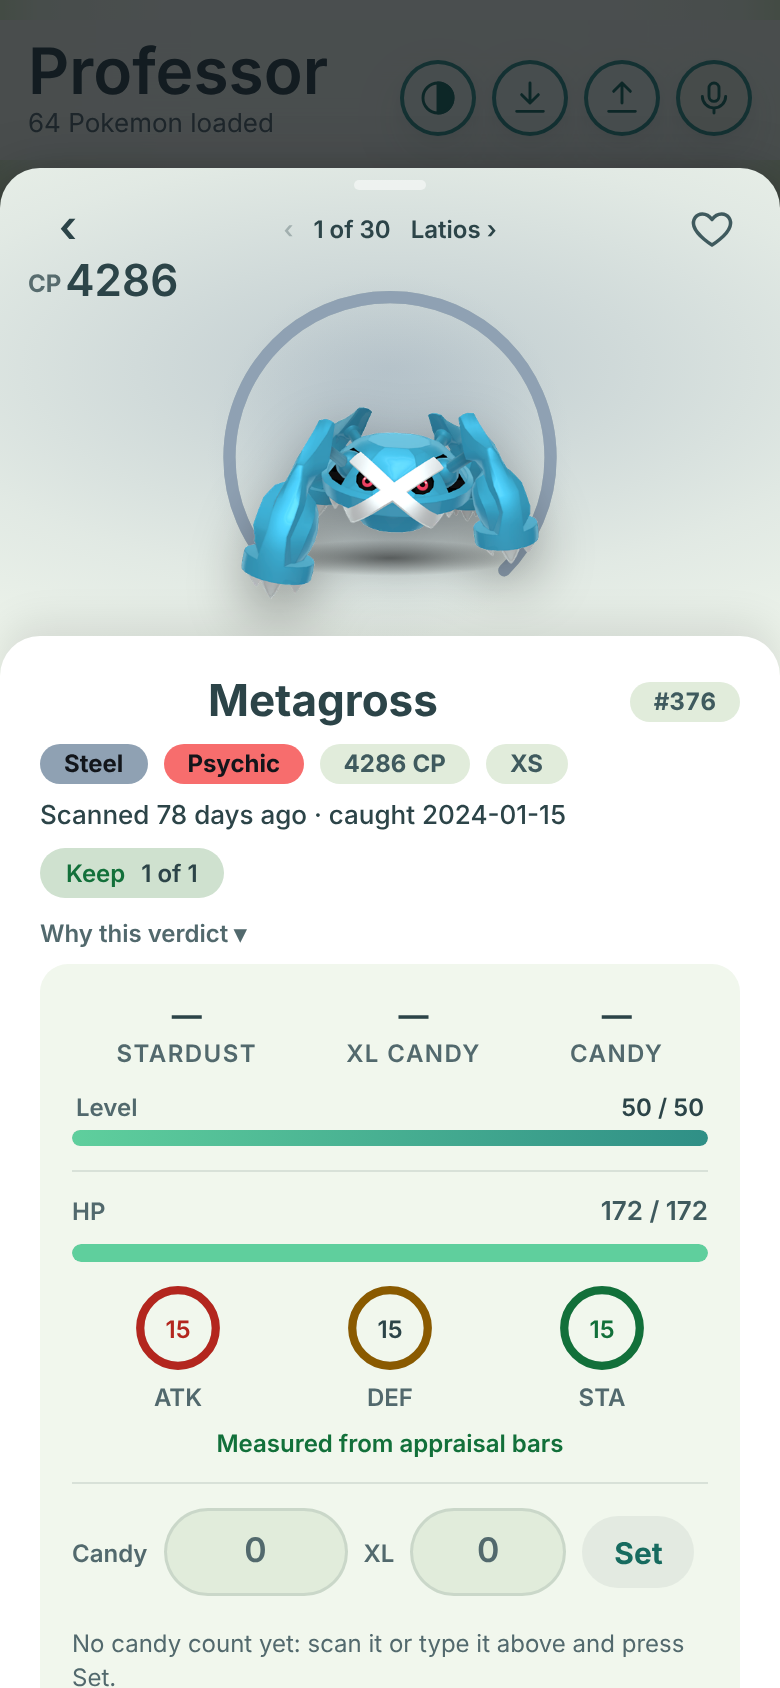 Professor
64 Pokemon loaded
‹ ‹ 1 of 30 Latios ›
CP 4286
Metagross #376
Steel Psychic 4286 CP XS
Scanned 78 days ago · caught 2024-01-15
Keep 1 of 1
Why this verdict ▾
— — —
STARDUST XL CANDY CANDY
Level 50 / 50
HP 172 / 172
15 15 15
ATK DEF STA
Measured from appraisal bars
Candy 0 XL 0 Set
No candy count yet: scan it or type it above and press
Set.